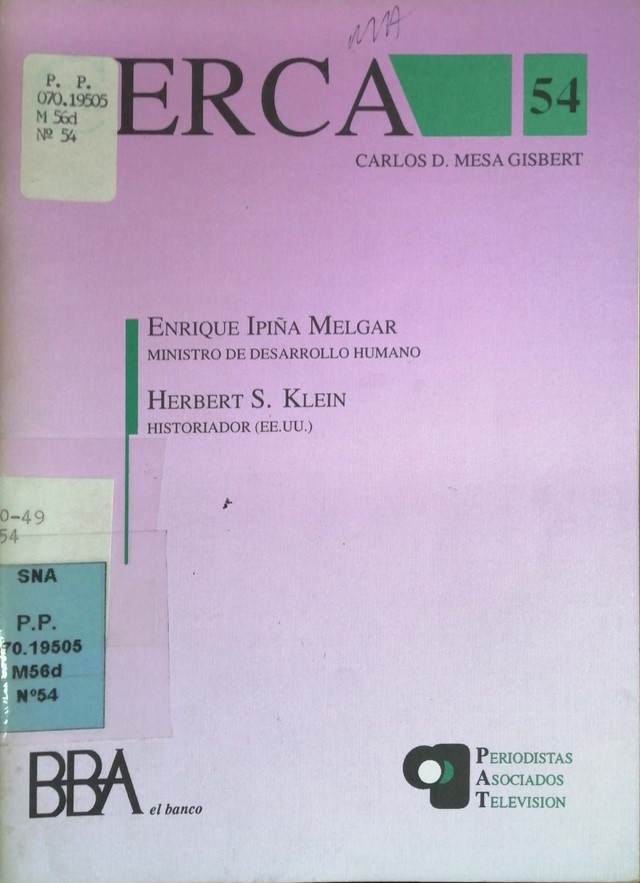 P. P.
070.19505
M 56d
Nº 54
ERCA
54
CARLOS D. MESA GISBERT
ENRIQUE IPIÑA MELGAR
MINISTRO DE DESARROLLO HUMANO
HERBERT S. KLEIN
HISTORIADOR (EE.UU.)
0-49
54
SNA
P.P.
70.19505
M56d
Nº54
BBA el banco
PERIODISTAS
ASOCIADOS
TELEVISION